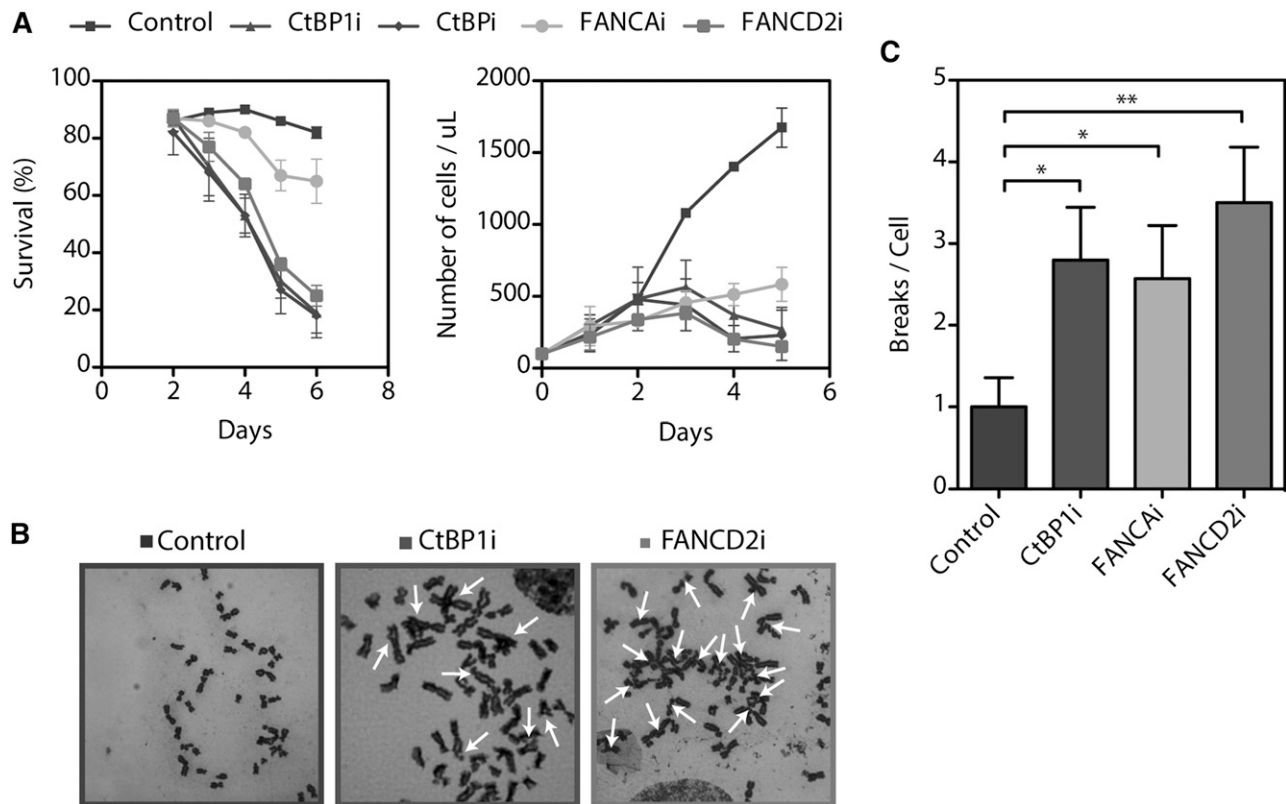 A
Control CtBP1i CtBPi FANCAi FANCD2i
100
80
60
40
20
0
Survival (%)
0 2 4 6 8
Days
2000
1500
1000
500
0
Number of cells / uL
0 2 4 6
Days
B
Control CtBP1i FANCD2i
C
5
4
3
2
1
0
Breaks / Cell
**
*
*
Control CtBP1i FANCAi FANCD2i